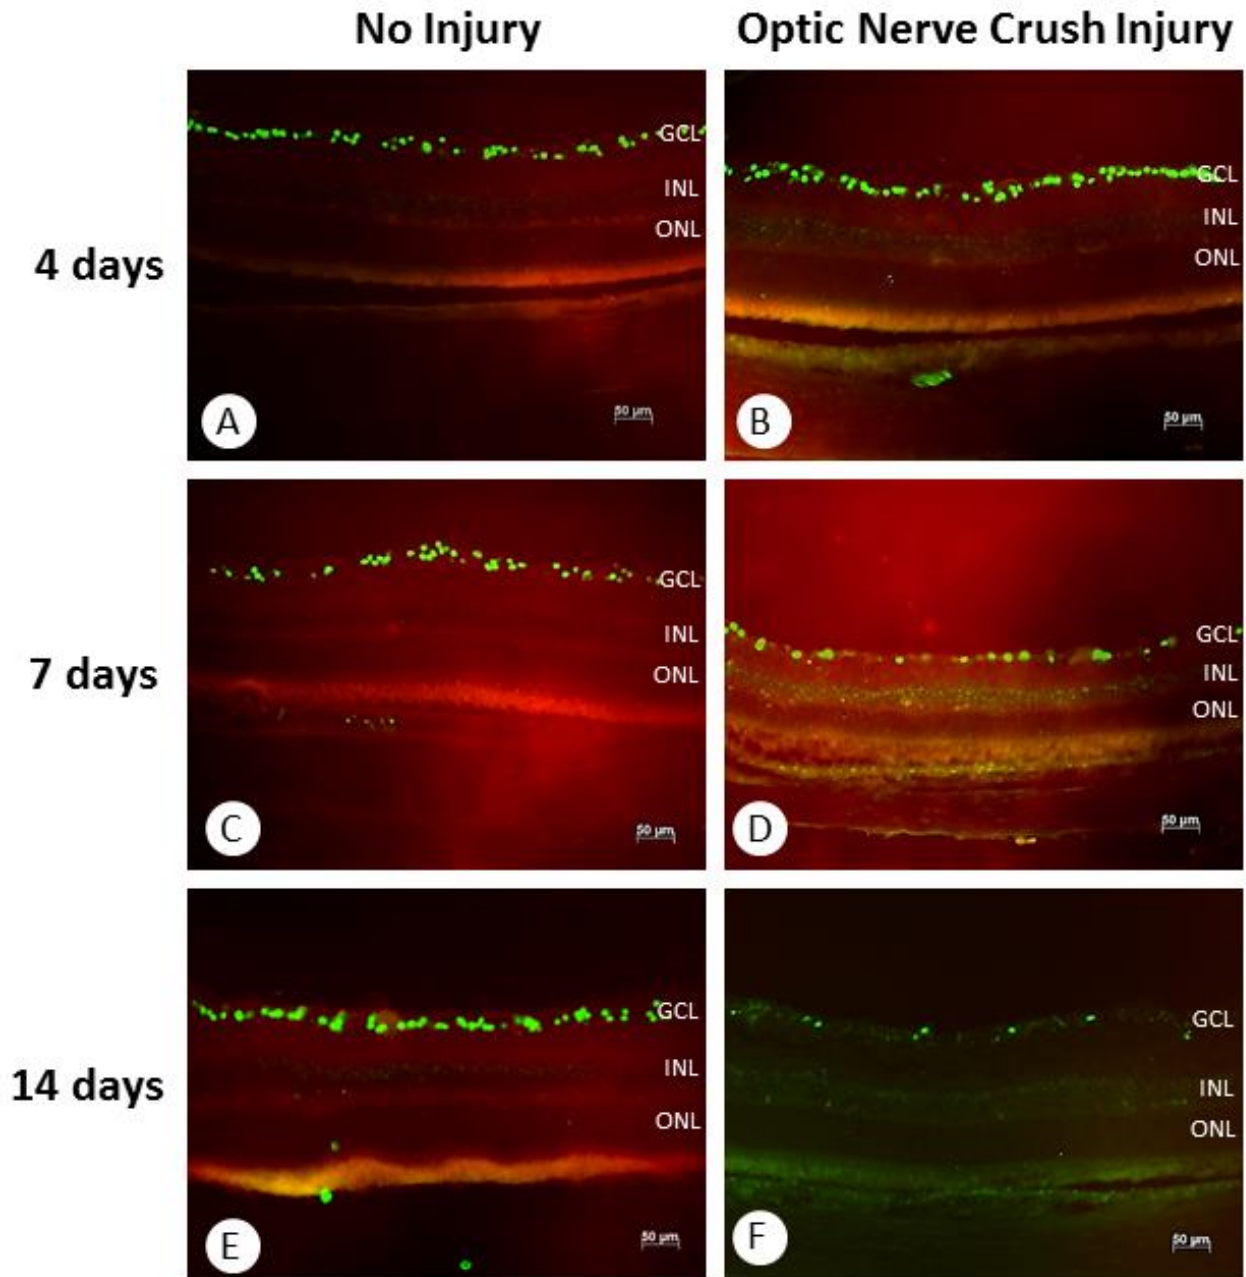 No Injury
Optic Nerve Crush Injury
4 days
GCL
INL
ONL
50 µm
A
GCL
INL
ONL
50 µm
B
7 days
GCL
INL
ONL
50 µm
C
GCL
INL
ONL
50 µm
D
14 days
GCL
INL
ONL
50 µm
E
GCL
INL
ONL
50 µm
F